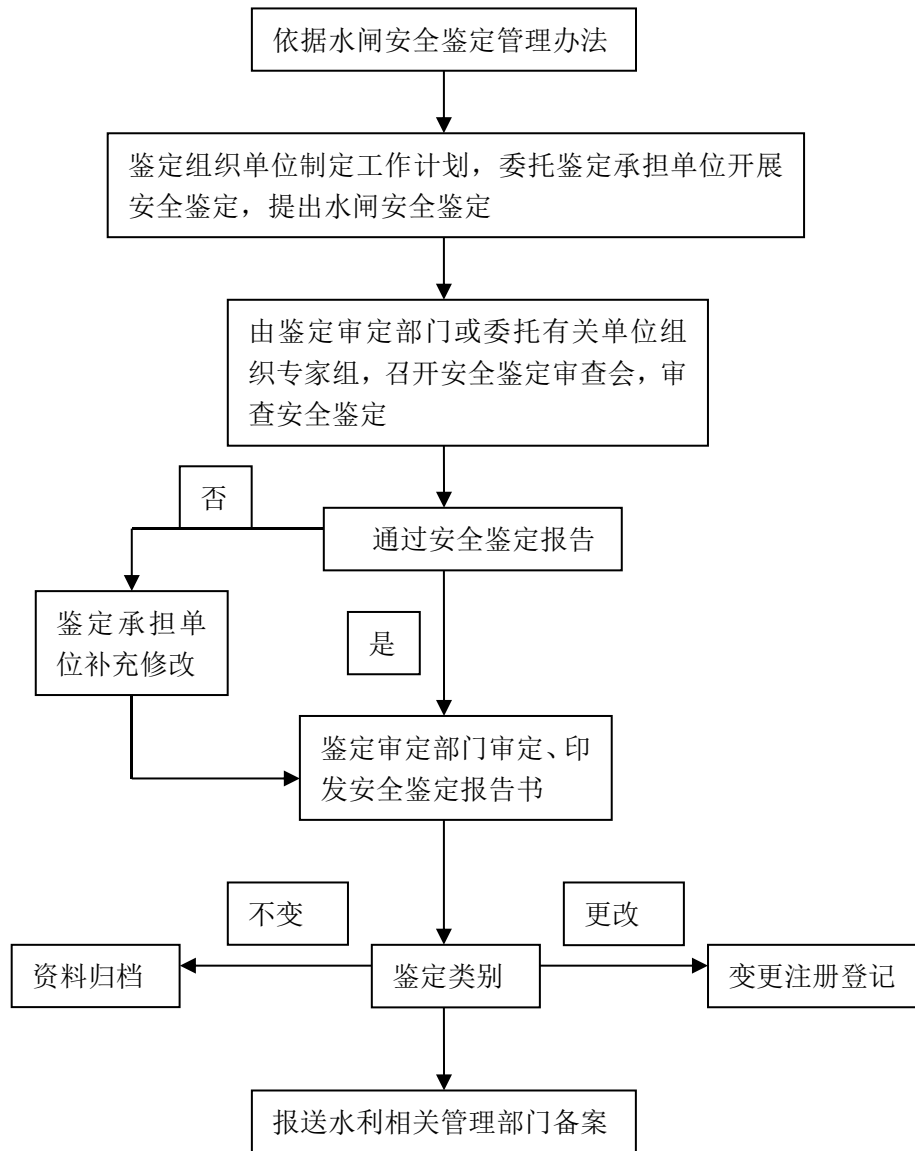 依据水闸安全鉴定管理办法
鉴定组织单位制定工作计划，委托鉴定承担单位开展
安全鉴定，提出水闸安全鉴定
由鉴定审定部门或委托有关单位组
织专家组，召开安全鉴定审查会，审
查安全鉴定
否
通过安全鉴定报告
鉴定承担单
位补充修改
是
鉴定审定部门审定、印
发安全鉴定报告书
不变
更改
资料归档
鉴定类别
变更注册登记
报送水利相关管理部门备案